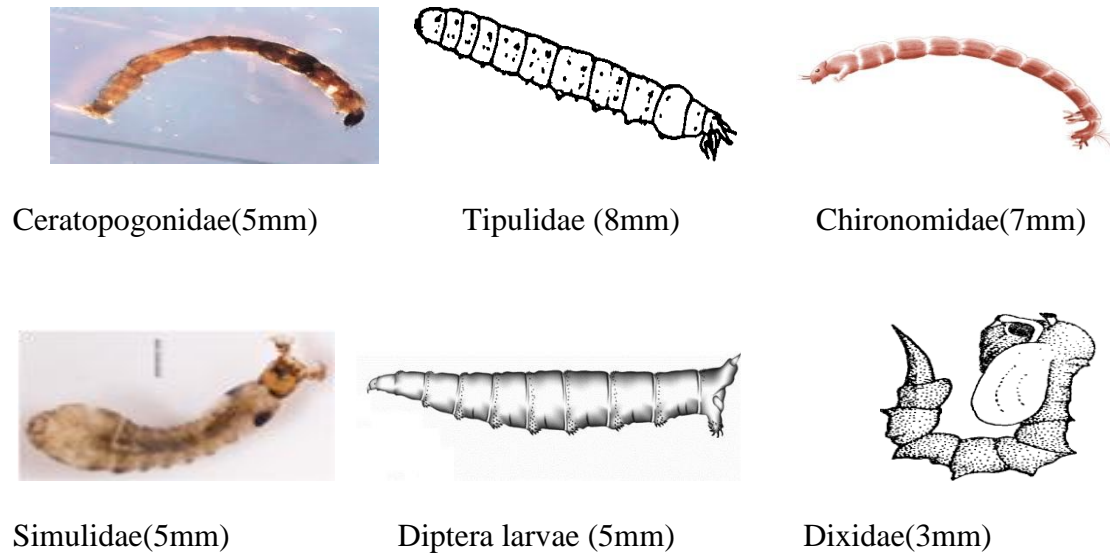 Ceratopogonidae(5mm) Tipulidae (8mm) Chironomidae(7mm)
Simulidae(5mm) Diptera larvae (5mm) Dixidae(3mm)